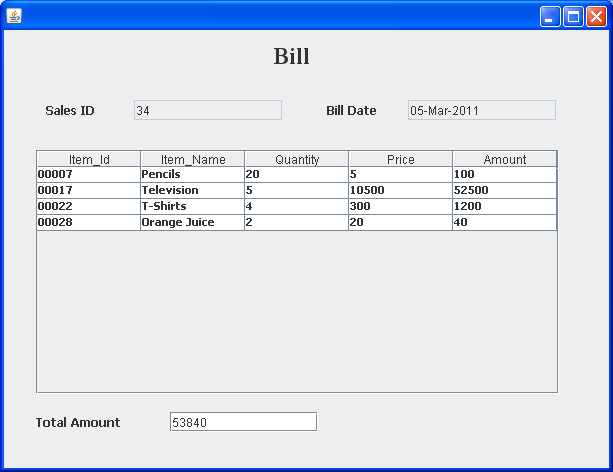 Bill
Sales ID 34 Bill Date 05-Mar-2011
Item_Id Item_Name Quantity Price Amount
00007 Pencils 20 5 100
00017 Television 5 10500 52500
00022 T-Shirts 4 300 1200
00028 Orange Juice 2 20 40
Total Amount 53840